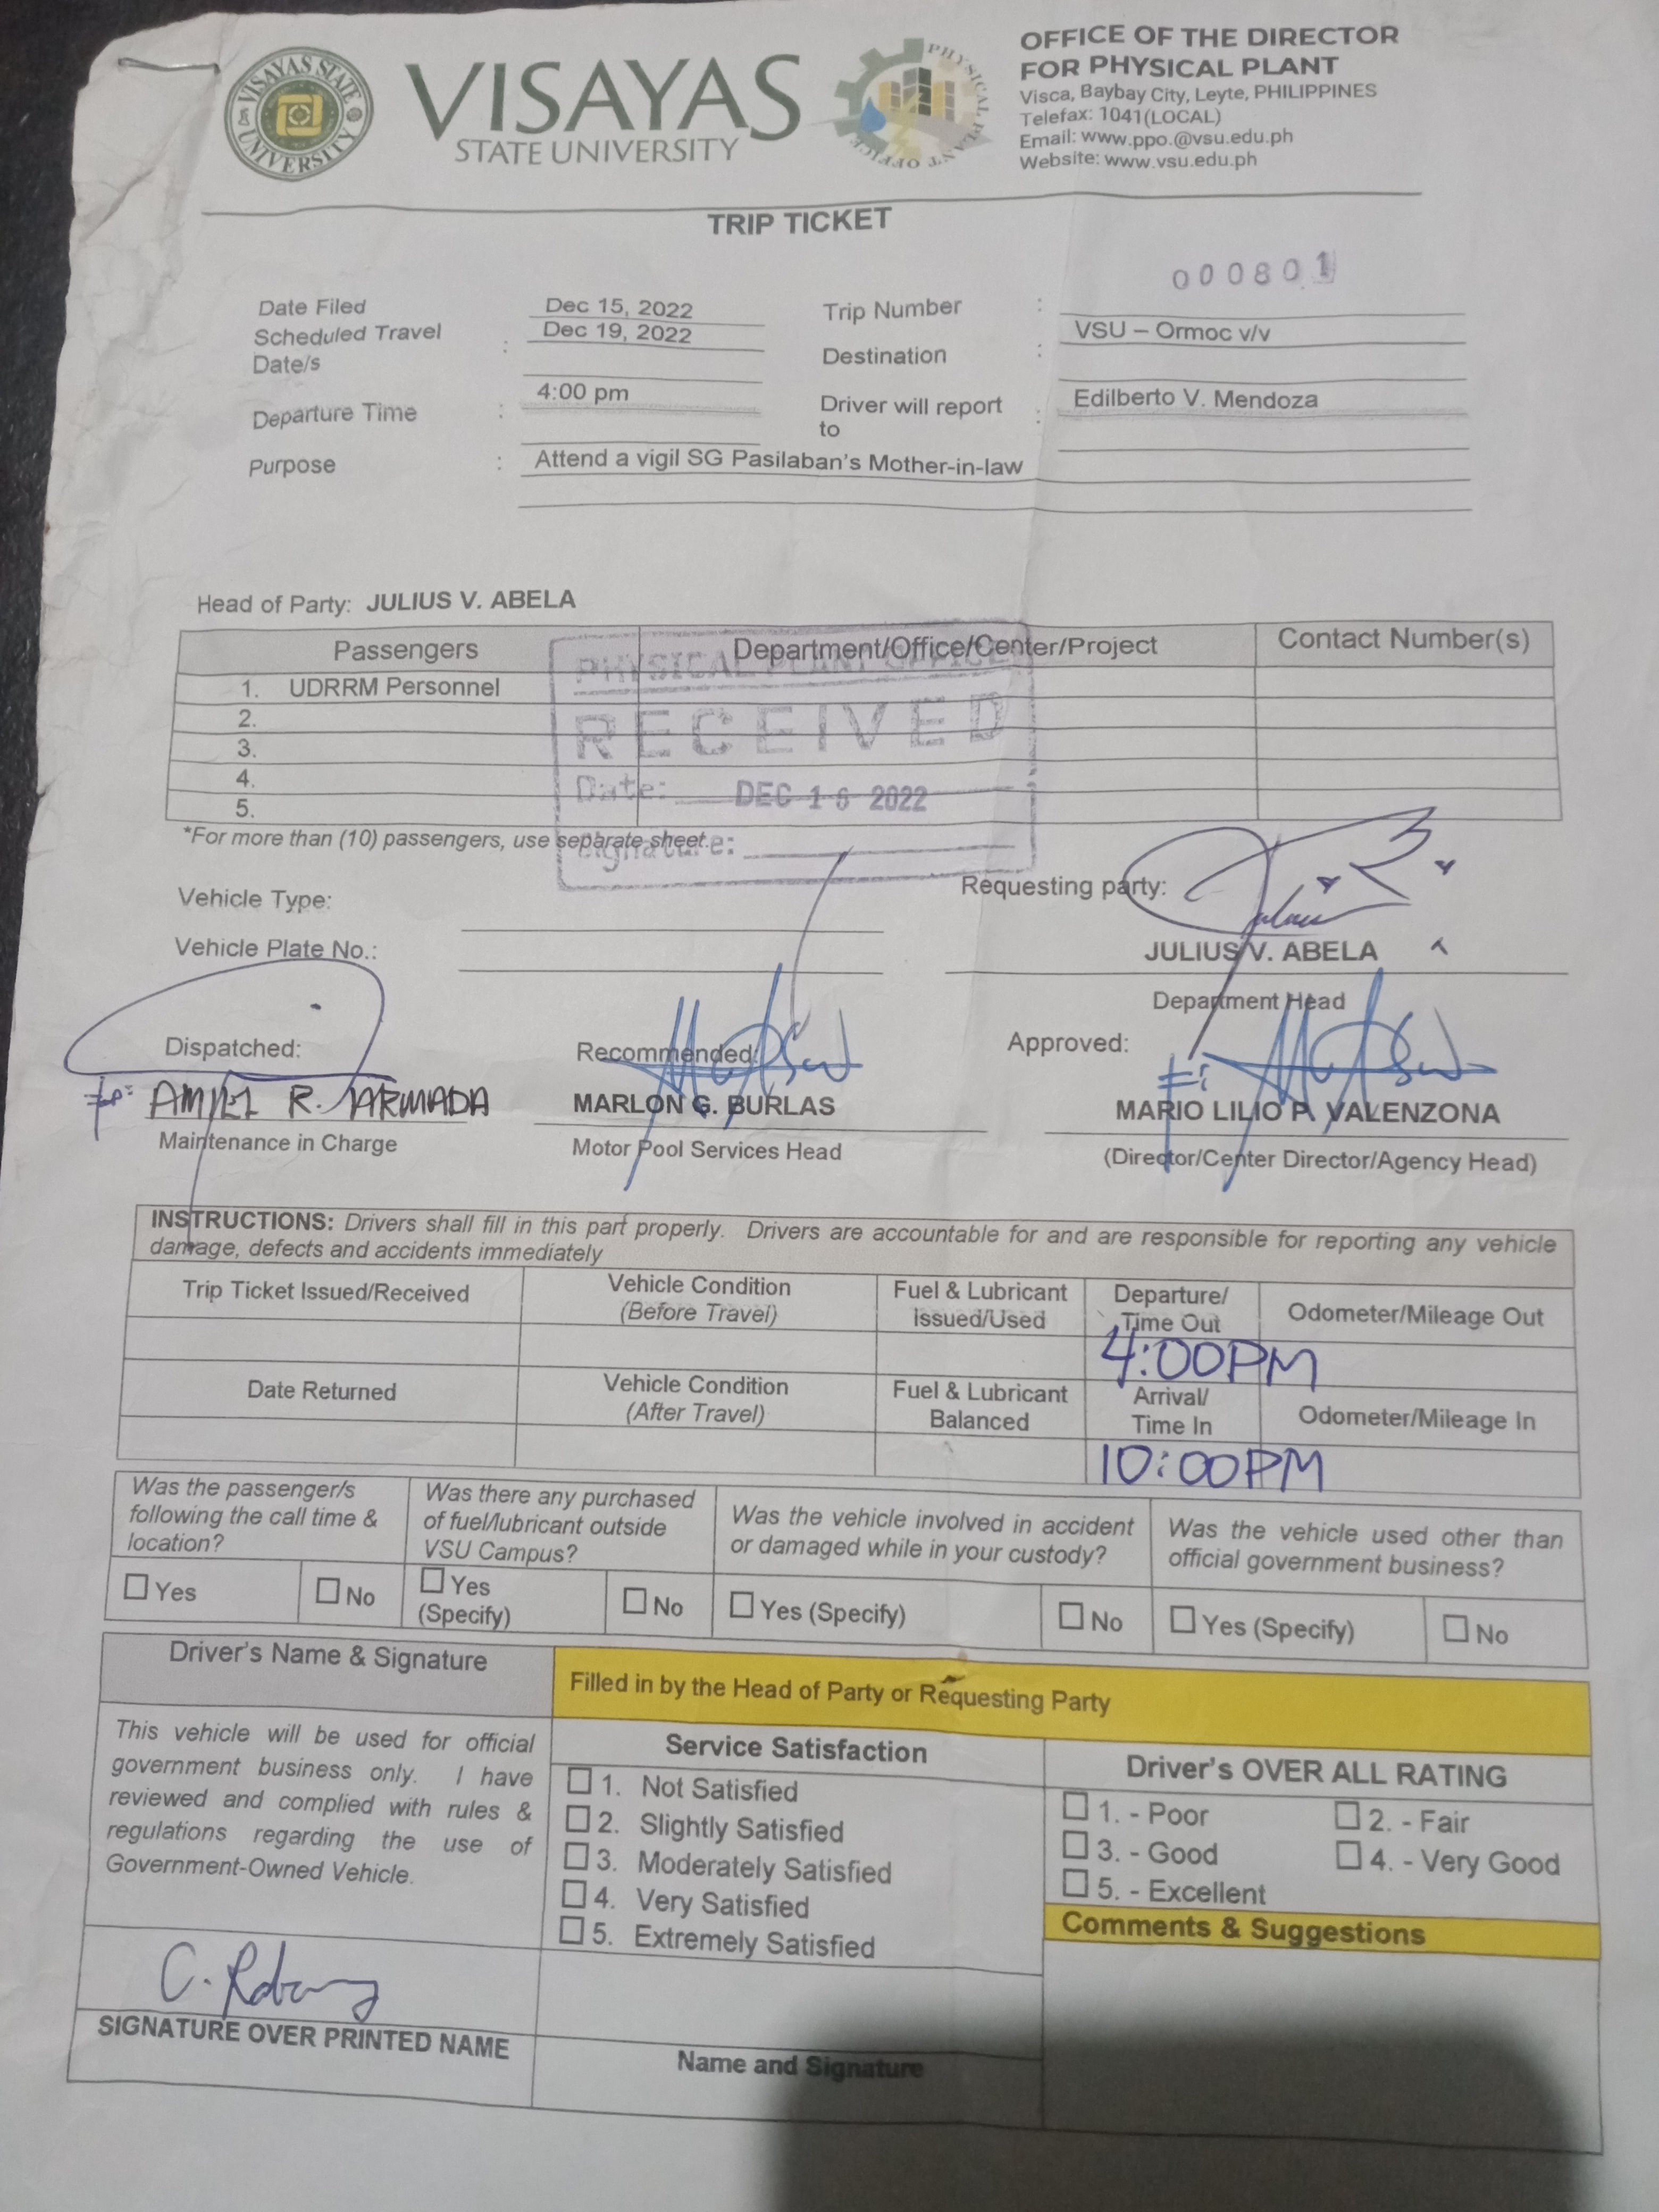 VISAYAS STATE UNIVERSITY
VISAYAS
STATE UNIVERSITY
PHYSICAL PLANT OFFICE
OFFICE OF THE DIRECTOR
FOR PHYSICAL PLANT
Visca, Baybay City, Leyte, PHILIPPINES
Telefax: 1041(LOCAL)
Email: www.ppo.@vsu.edu.ph
Website: www.vsu.edu.ph
TRIP TICKET
000801
Date Filed Dec 15, 2022 Trip Number :
Scheduled Travel Date/s : Dec 19, 2022 Destination : VSU – Ormoc v/v
Departure Time : 4:00 pm Driver will report to : Edilberto V. Mendoza
Purpose : Attend a vigil SG Pasilaban's Mother-in-law
Head of Party: JULIUS V. ABELA
Passengers Department/Office/Center/Project Contact Number(s)
1. UDRRM Personnel
2.
3.
4.
5.
PHYSICAL PLANT OFFICE
RECEIVED
Date: DEC 16 2022
Signature:
*For more than (10) passengers, use separate sheet.
Vehicle Type:
Vehicle Plate No.:
Requesting party:
JULIUS V. ABELA
Department Head
Dispatched: Recommended: Approved:
for: R. ARMADA MARLON G. BURLAS MARIO LILIO P. VALENZONA
Maintenance in Charge Motor Pool Services Head (Director/Center Director/Agency Head)
INSTRUCTIONS: Drivers shall fill in this part properly. Drivers are accountable for and are responsible for reporting any vehicle
damage, defects and accidents immediately
Trip Ticket Issued/Received Vehicle Condition (Before Travel) Fuel & Lubricant Issued/Used Departure/ Time Out Odometer/Mileage Out
4:00PM
Date Returned Vehicle Condition (After Travel) Fuel & Lubricant Balanced Arrival/ Time In Odometer/Mileage In
10:00PM
Was the passenger/s following the call time & location?
Yes No
Was there any purchased of fuel/lubricant outside VSU Campus?
Yes (Specify) No
Was the vehicle involved in accident or damaged while in your custody?
Yes (Specify) No
Was the vehicle used other than official government business?
Yes (Specify) No
Driver's Name & Signature
Filled in by the Head of Party or Requesting Party
This vehicle will be used for official
government business only. I have
reviewed and complied with rules &
regulations regarding the use of
Government-Owned Vehicle.
Service Satisfaction
1. Not Satisfied
2. Slightly Satisfied
3. Moderately Satisfied
4. Very Satisfied
5. Extremely Satisfied
Driver's OVER ALL RATING
1. - Poor 2. - Fair
3. - Good 4. - Very Good
5. - Excellent
Comments & Suggestions
SIGNATURE OVER PRINTED NAME
Name and Signature